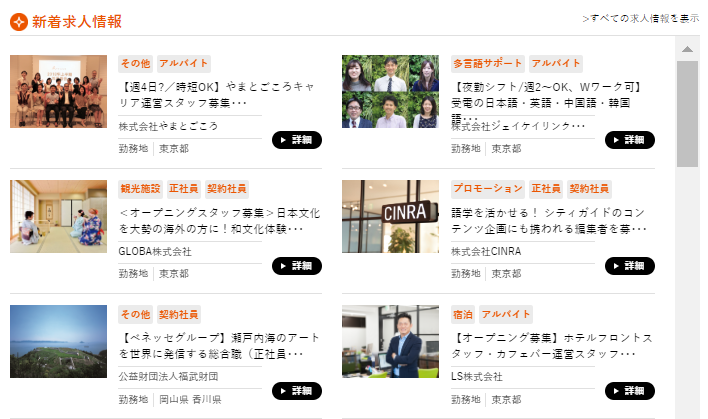 新着求人情報
>すべての求人情報を表示
その他 アルバイト
【週4日?／時短OK】やまとごころキャ
リア運営スタッフ募集･･･
株式会社やまとごころ
勤務地 東京都
詳細
多言語サポート アルバイト
【夜勤シフト/週2～OK、Wワーク可】
受電の日本語・英語・中国語・韓国
語･･･
株式会社ジェイケイリンク･･･
勤務地 東京都
詳細
観光施設 正社員 契約社員
＜オープニングスタッフ募集＞日本文化
を大勢の海外の方に！和文化体験･･･
GLOBA株式会社
勤務地 東京都
詳細
CINRA
プロモーション 正社員 契約社員
語学を活かせる！ シティガイドのコン
テンツ企画にも携われる編集者を募･･･
株式会社CINRA
勤務地 東京都
詳細
その他 契約社員
【ベネッセグループ】瀬戸内海のアート
を世界に発信する総合職（正社員･･･
公益財団法人福武財団
勤務地 岡山県 香川県
詳細
宿泊 アルバイト
【オープニング募集】ホテルフロントス
タッフ・カフェバー運営スタッフ･･･
LS株式会社
勤務地 東京都
詳細